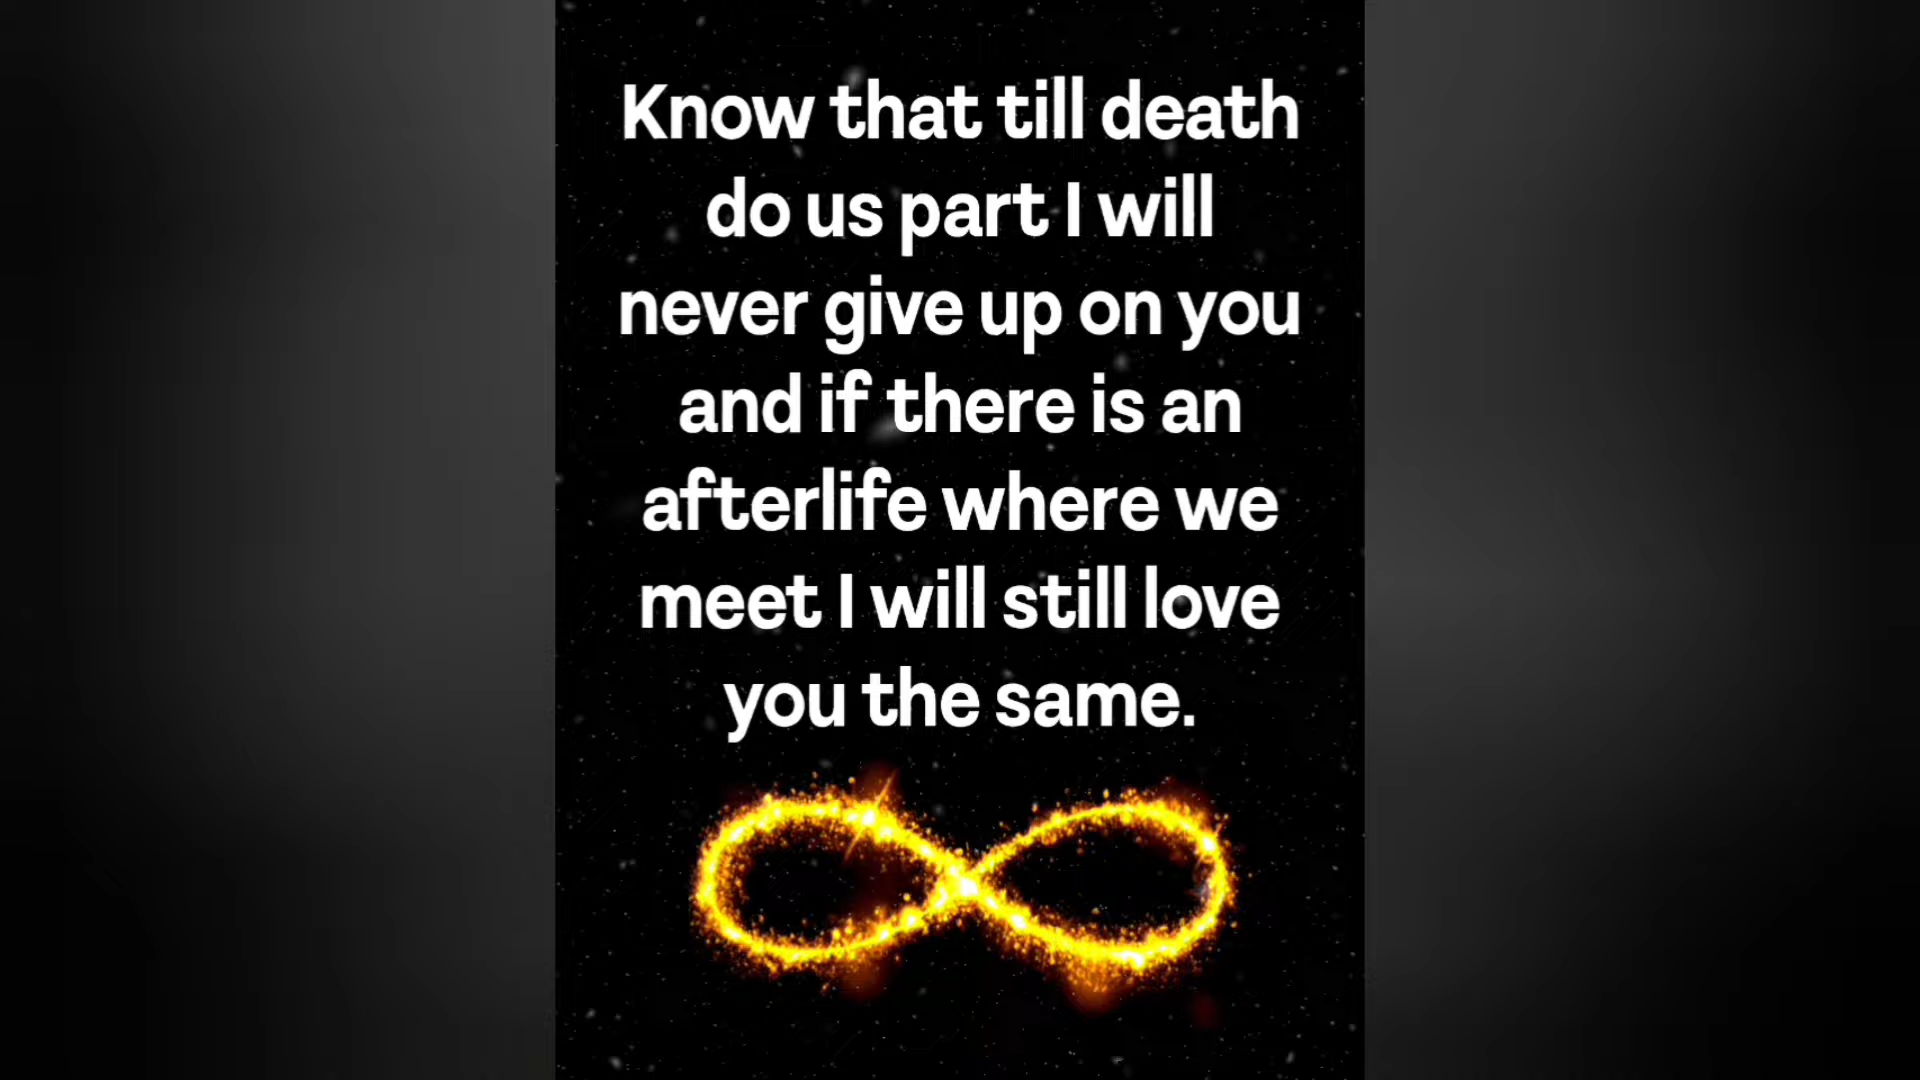 Know that till death
do us part I will
never give up on you
and if there is an
afterlife where we
meet I will still love
you the same.